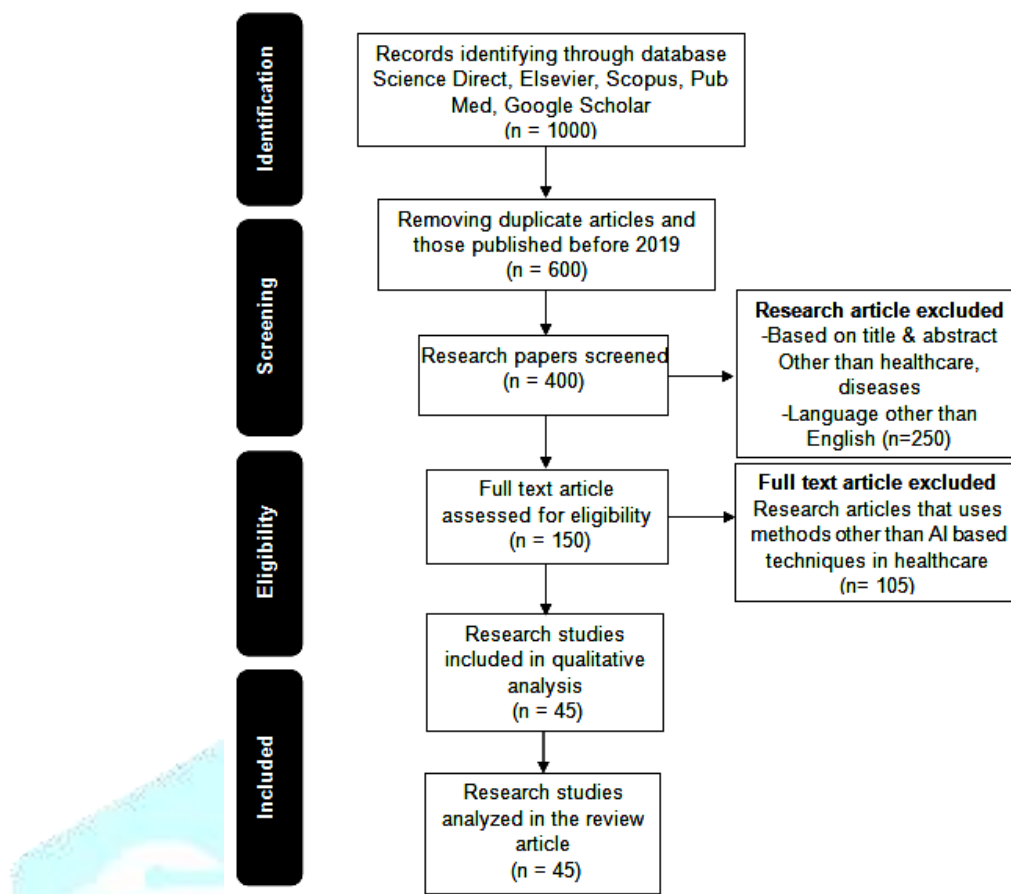 Identification
Records identifying through database
Science Direct, Elsevier, Scopus, Pub
Med, Google Scholar
(n = 1000)
Screening
Removing duplicate articles and
those published before 2019
(n = 600)
Research papers screened
(n = 400)
Research article excluded
-Based on title & abstract
Other than healthcare,
diseases
-Language other than
English (n=250)
Eligibility
Full text article
assessed for eligibility
(n = 150)
Full text article excluded
Research articles that uses
methods other than AI based
techniques in healthcare
(n= 105)
Research studies
included in qualitative
analysis
(n = 45)
Included
Research studies
analyzed in the review
article
(n = 45)